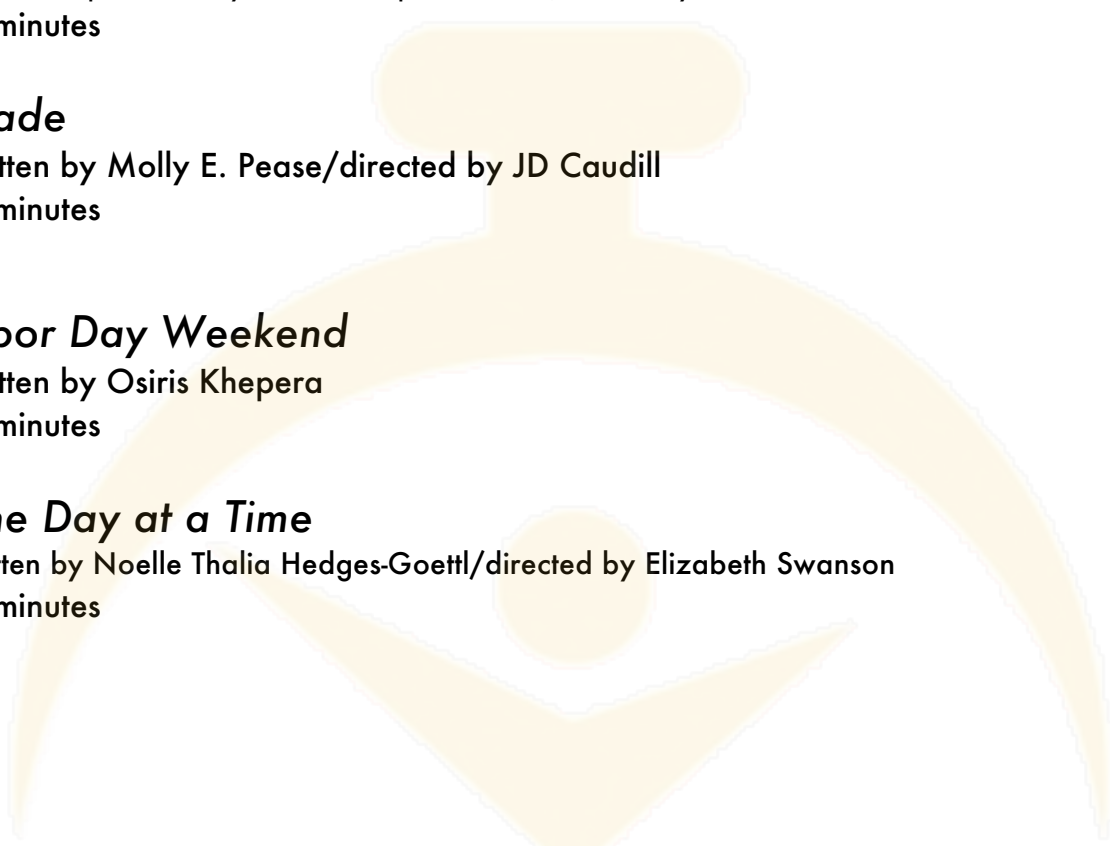 minutes
ade
tten by Molly E. Pease/directed by JD Caudill
minutes
bor Day Weekend
tten by Osiris Khepera
minutes
ne Day at a Time
tten by Noelle Thalia Hedges-Goettl/directed by Elizabeth Swanson
minutes